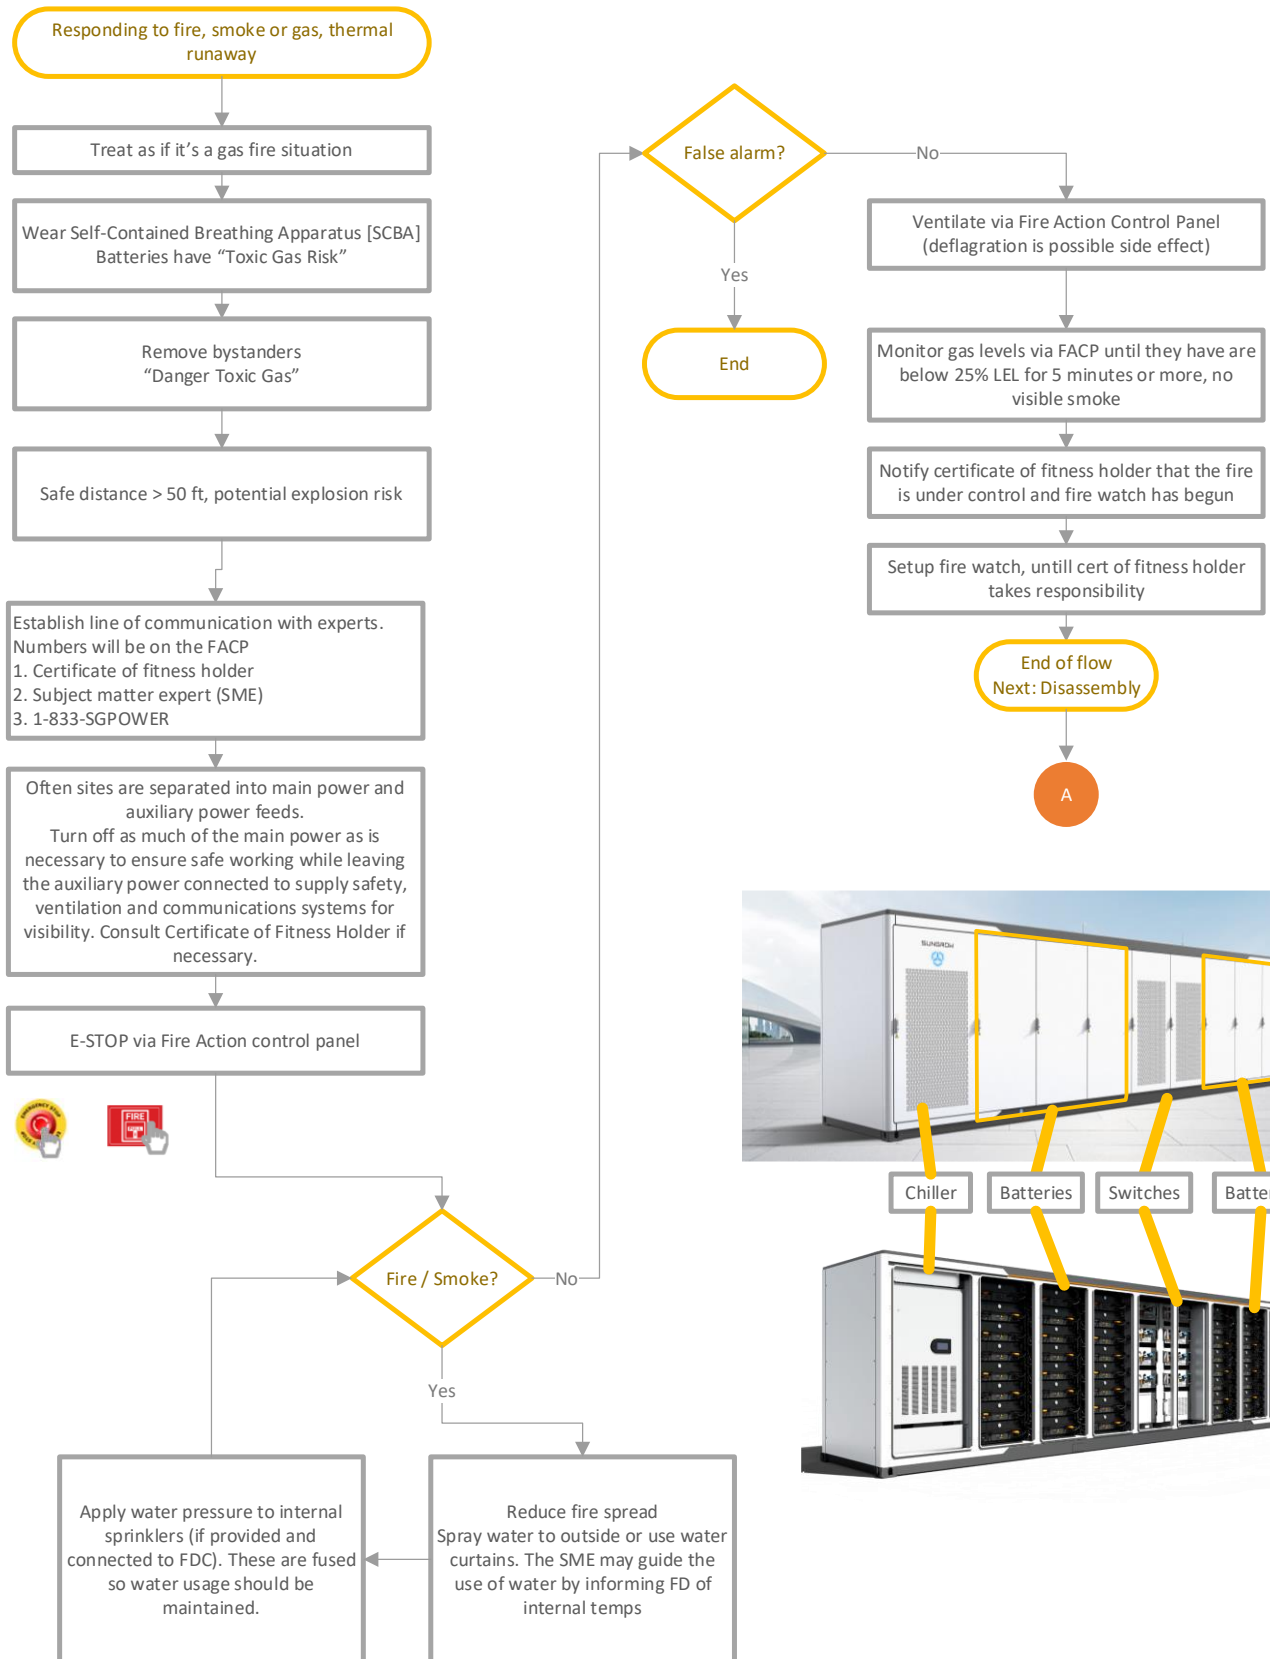 Responding to fire, smoke or gas, thermal
runaway
Treat as if it's a gas fire situation
Wear Self-Contained Breathing Apparatus [SCBA]
Batteries have "Toxic Gas Risk"
Remove bystanders
"Danger Toxic Gas"
Safe distance > 50 ft, potential explosion risk
Establish line of communication with experts.
Numbers will be on the FACP
1. Certificate of fitness holder
2. Subject matter expert (SME)
3. 1-833-SGPOWER
Often sites are separated into main power and
auxiliary power feeds.
Turn off as much of the main power as is
necessary to ensure safe working while leaving
the auxiliary power connected to supply safety,
ventilation and communications systems for
visibility. Consult Certificate of Fitness Holder if
necessary.
E-STOP via Fire Action control panel
EMERGENCY STOP
FIRE
Fire / Smoke?
No
Yes
Reduce fire spread
Spray water to outside or use water
curtains. The SME may guide the
use of water by informing FD of
internal temps
Apply water pressure to internal
sprinklers (if provided and
connected to FDC). These are fused
so water usage should be
maintained.
False alarm?
No
Yes
End
Ventilate via Fire Action Control Panel
(deflagration is possible side effect)
Monitor gas levels via FACP until they have are
below 25% LEL for 5 minutes or more, no
visible smoke
Notify certificate of fitness holder that the fire
is under control and fire watch has begun
Setup fire watch, untill cert of fitness holder
takes responsibility
End of flow
Next: Disassembly
A
SUNGROW
Chiller
Batteries
Switches
Batter